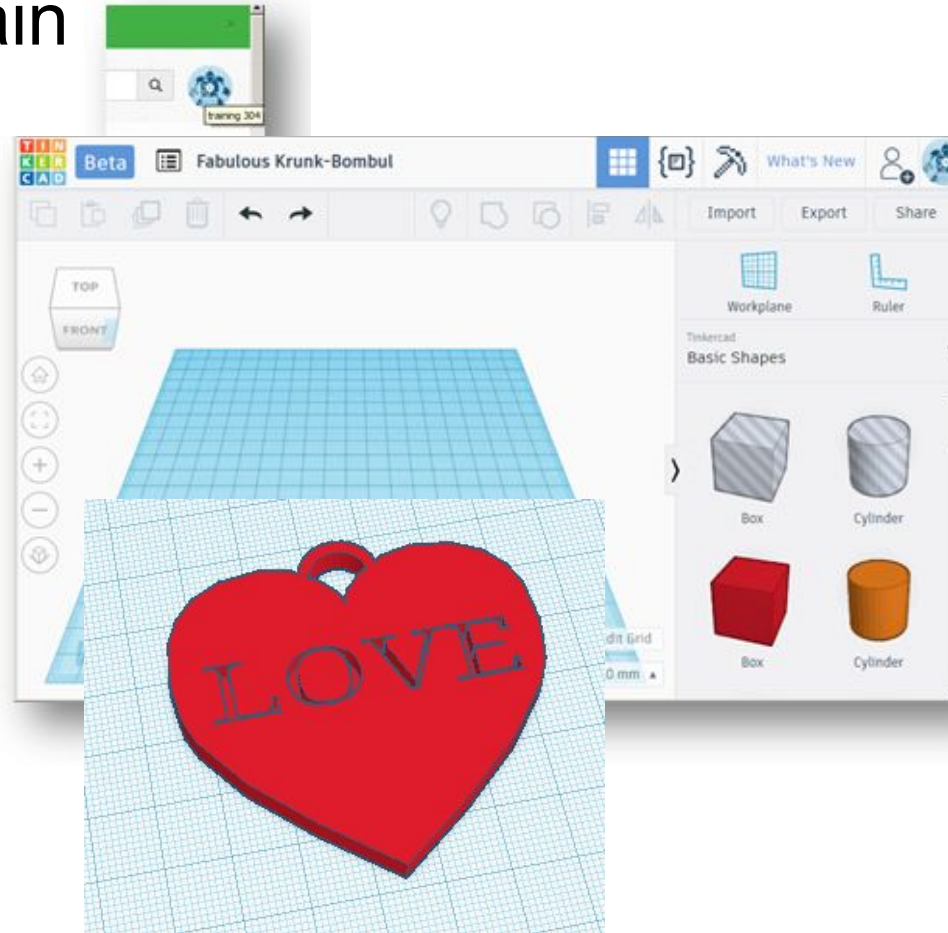 ain
training 304
TIN
KER
CAD
Beta
Fabulous Krunk-Bombul
What's New
Import
Export
Share
TOP
FRONT
Workplane
Ruler
Tinkercad
Basic Shapes
Box
Cylinder
Box
Cylinder
dit Grid
0 mm
LOVE